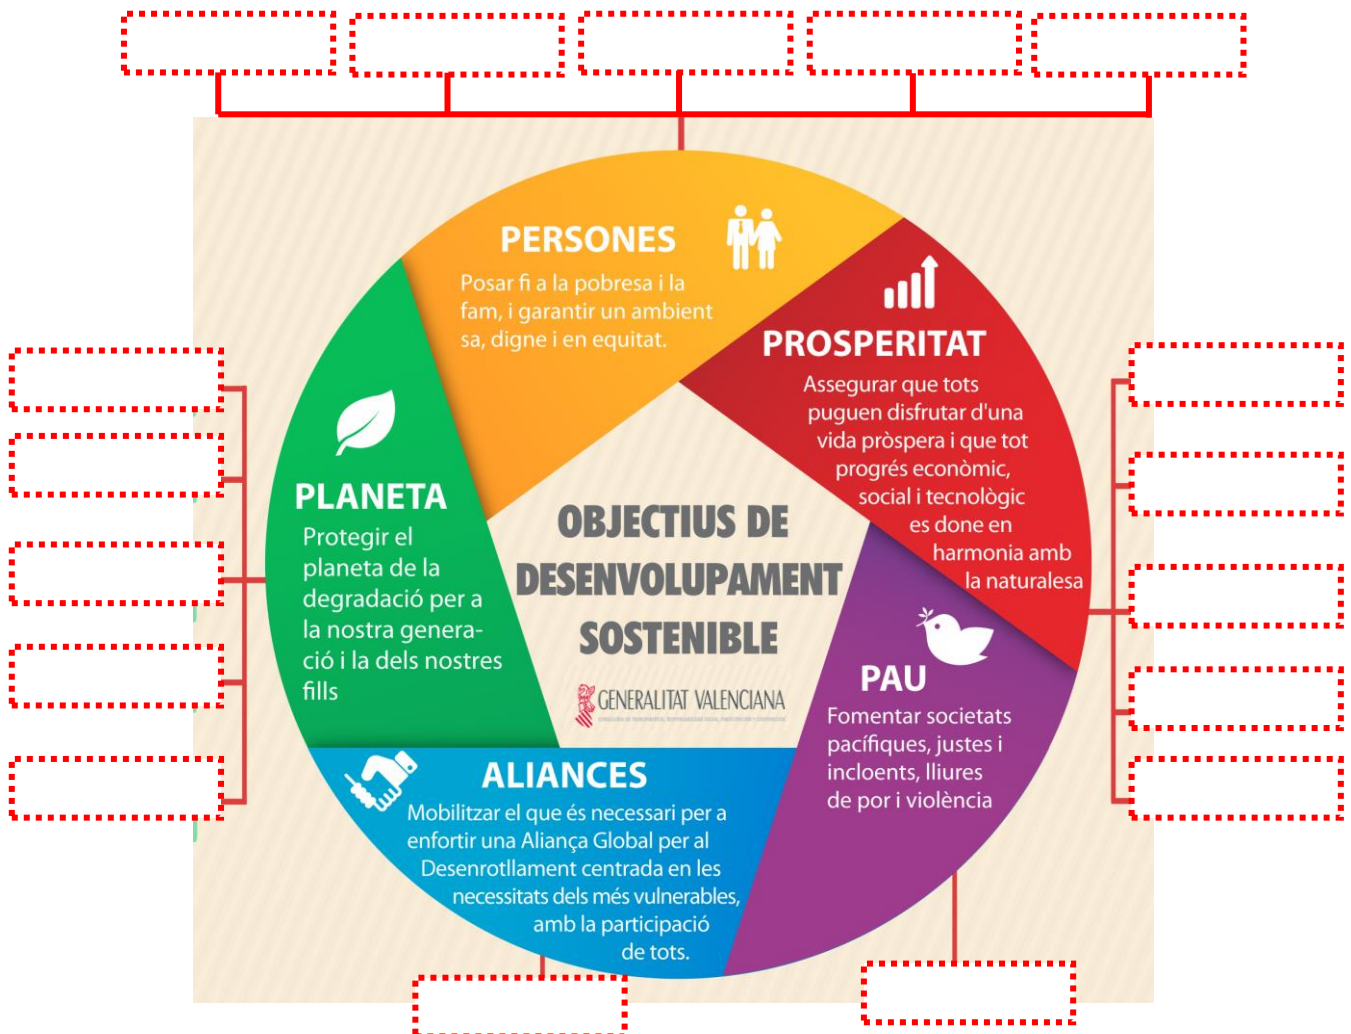 PERSONES
Posar fi a la pobresa i la
fam, i garantir un ambient
sa, digne i en equitat.
PROSPERITAT
Assegurar que tots
puguen disfrutar d'una
vida pròspera i que tot
progrés econòmic,
social i tecnològic
es done en
harmonia amb
la naturalesa
PLANETA
Protegir el
planeta de la
degradació per a
la nostra genera-
ció i la dels nostres
fills
OBJECTIUS DE
DESENVOLUPAMENT
SOSTENIBLE
GENERALITAT VALENCIANA
PAU
Fomentar societats
pacífiques, justes i
incloents, lliures
de por i violència
ALIANCES
Mobilitzar el que és necessari per a
enfortir una Aliança Global per al
Desenrotllament centrada en les
necessitats dels més vulnerables,
amb la participació
de tots.